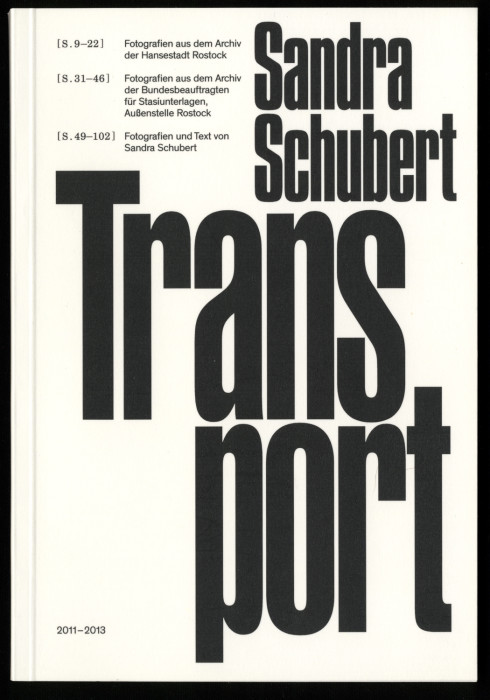 [S. 9–22] Fotografien aus dem Archiv
der Hansestadt Rostock
[S. 31–46] Fotografien aus dem Archiv
der Bundesbeauftragten
für Stasiunterlagen,
Außenstelle Rostock
[S. 49–102] Fotografien und Text von
Sandra Schubert
Sandra
Schubert
Trans
port
2011–2013